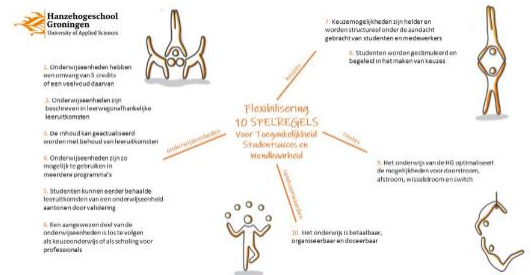 Hanzehogeschool
Groningen
University of Applied Sciences
1. Onderwijseenheden hebben
een omvang van 5 credits
of een veelvoud daarvan
2. Onderwijseenheden zijn
beschreven in leerwegonafhankelijke
leeruitkomsten
3. De inhoud kan geactualiseerd
worden met behoud van leeruitkomsten
4. Onderwijseenheden zijn zo
mogelijk te gebruiken in
meerdere programma's
5. Studenten kunnen eerder behaalde
leeruitkomsten van een onderwijseenheid
aantonen door validering
6. Een aangewezen deel van de
onderwijseenheden is los te volgen
als keuzeonderwijs of als scholing voor
professionals
onderwijseenheden
Flexibilisering
10 SPELREGELS
Voor Toegankelijkheid
Studentsucces en
Wendbaarheid
keuzes
7. Keuzemogelijkheden zijn helder en
worden structureel onder de aandacht
gebracht van studenten en medewerkers
8. Studenten worden gestimuleerd en
begeleid in het maken van keuzes
routes
9. Het onderwijs van de HG optimaliseert
de mogelijkheden voor doorstroom,
afstroom, wisselstroom en switch
randvoorwaarden
10. Het onderwijs is betaalbaar,
organiseerbaar en doceerbaar